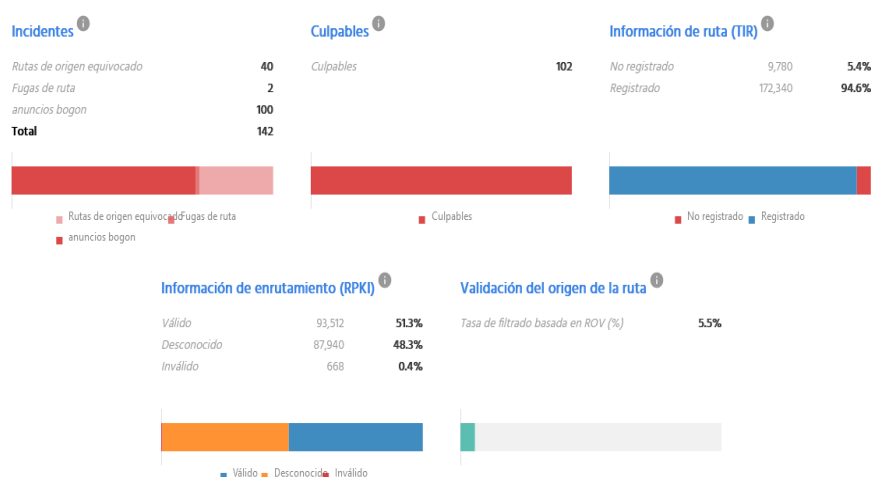 Incidentes
Rutas de origen equivocado 40
Fugas de ruta 2
anuncios bogon 100
Total 142
Rutas de origen equivocado Fugas de ruta
anuncios bogon
Culpables
Culpables 102
Culpables
Información de ruta (TIR)
No registrado 9,780 5.4%
Registrado 172,340 94.6%
No registrado Registrado
Información de enrutamiento (RPKI)
Válido 93,512 51.3%
Desconocido 87,940 48.3%
Inválido 668 0.4%
Válido Desconocido Inválido
Validación del origen de la ruta
Tasa de filtrado basada en ROV (%) 5.5%